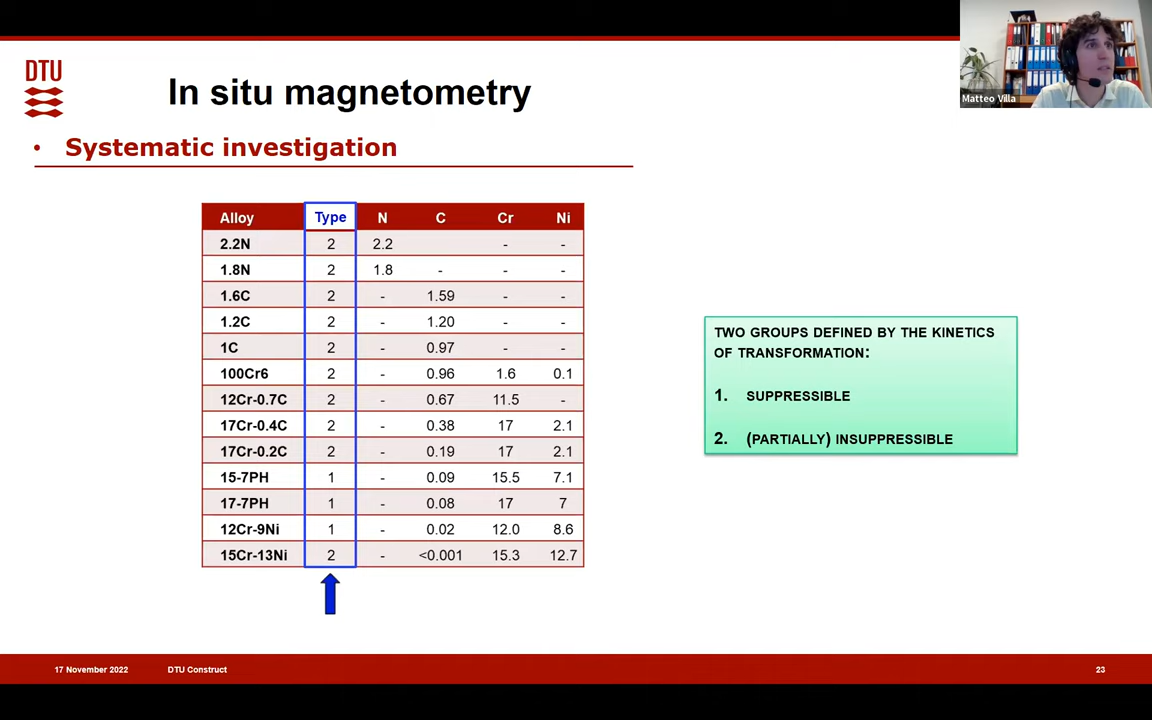 DTU
In situ magnetometry
Matteo Villa
• Systematic investigation
Alloy Type N C Cr Ni
2.2N 2 2.2 - -
1.8N 2 1.8 - - -
1.6C 2 - 1.59 - -
1.2C 2 - 1.20 - -
1C 2 - 0.97 - -
100Cr6 2 - 0.96 1.6 0.1
12Cr-0.7C 2 - 0.67 11.5 -
17Cr-0.4C 2 - 0.38 17 2.1
17Cr-0.2C 2 - 0.19 17 2.1
15-7PH 1 - 0.09 15.5 7.1
17-7PH 1 - 0.08 17 7
12Cr-9Ni 1 - 0.02 12.0 8.6
15Cr-13Ni 2 - <0.001 15.3 12.7
TWO GROUPS DEFINED BY THE KINETICS
OF TRANSFORMATION:
1. SUPPRESSIBLE
2. (PARTIALLY) INSUPPRESSIBLE
17 November 2022 DTU Construct 23